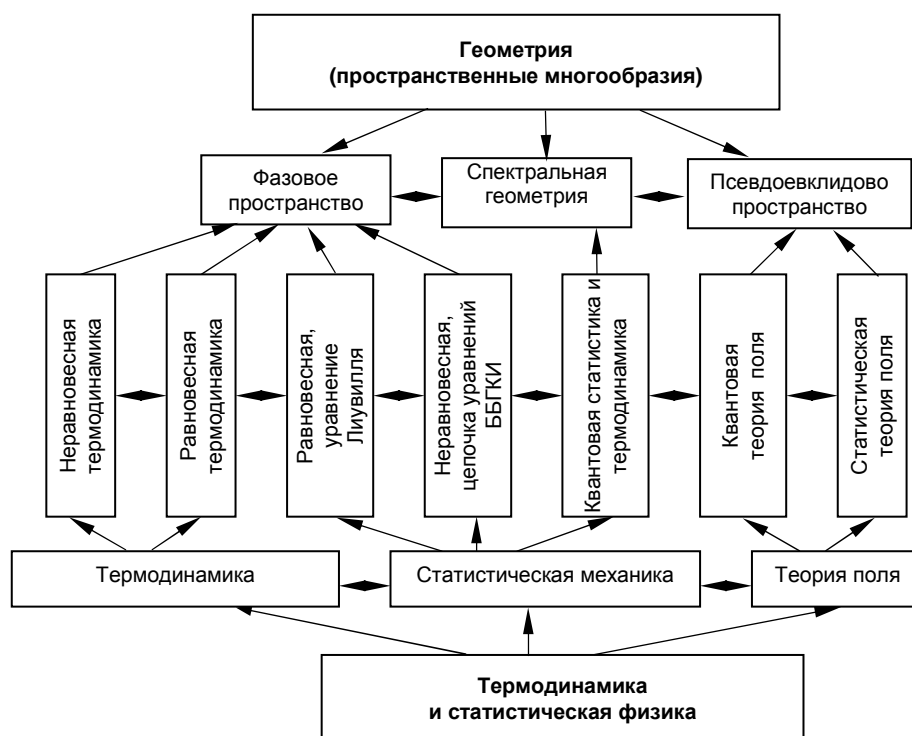 Геометрия
(пространственные многообразия)
Фазовое
пространство
Спектральная
геометрия
Псевдоевклидово
пространство
Неравновесная
термодинамика
Равновесная
термодинамика
Равновесная,
уравнение
Лиувилля
Неравновесная,
цепочка уравнений
ББГКИ
Квантовая статистика и
термодинамика
Квантовая
теория поля
Статистическая
теория поля
Термодинамика
Статистическая механика
Теория поля
Термодинамика
и статистическая физика